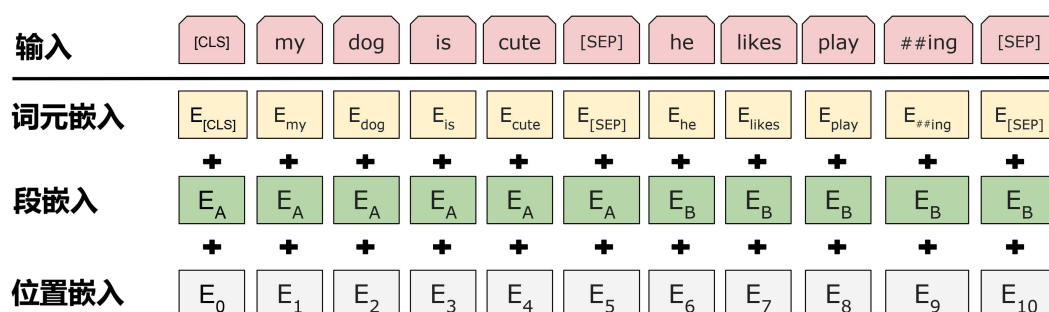 输入 [CLS] my dog is cute [SEP] he likes play ##ing [SEP]
词元嵌入 E[CLS] Emy Edog Eis Ecute E[SEP] Ehe Elikes Eplay E##ing E[SEP]
+ + + + + + + + + + +
段嵌入 EA EA EA EA EA EA EB EB EB EB EB
+ + + + + + + + + + +
位置嵌入 E0 E1 E2 E3 E4 E5 E6 E7 E8 E9 E10